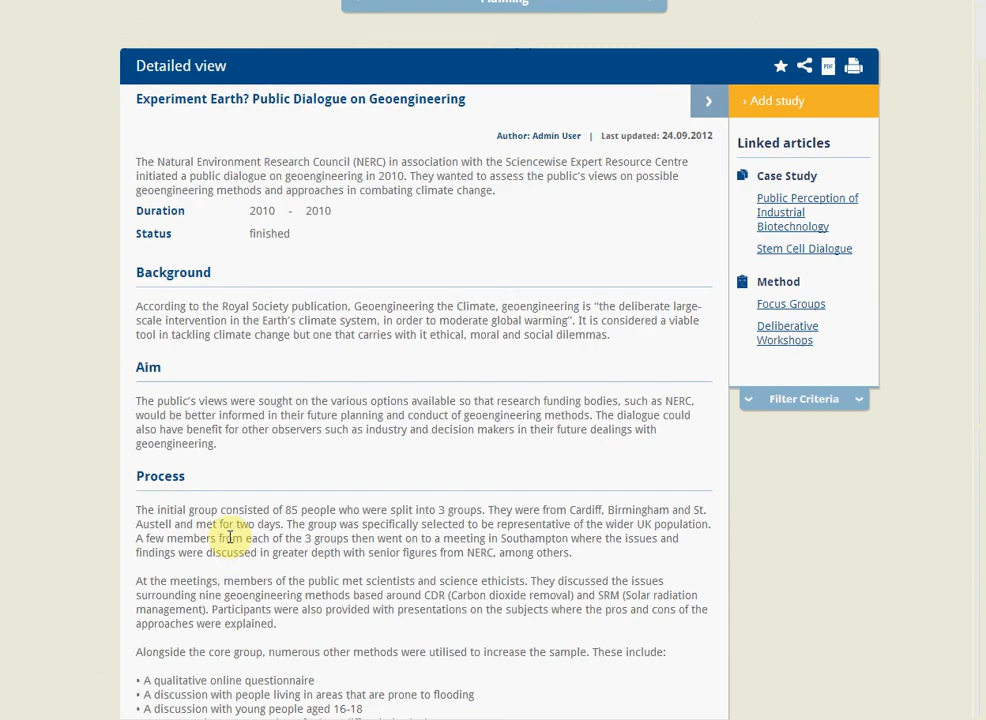 Planning
Detailed view
PDF
Experiment Earth? Public Dialogue on Geoengineering
› Add study
Author: Admin User | Last updated: 24.09.2012
The Natural Environment Research Council (NERC) in association with the Sciencewise Expert Resource Centre
initiated a public dialogue on geoengineering in 2010. They wanted to assess the public's views on possible
geoengineering methods and approaches in combating climate change.
Duration 2010 - 2010
Status finished
Background
According to the Royal Society publication, Geoengineering the Climate, geoengineering is “the deliberate large-
scale intervention in the Earth’s climate system, in order to moderate global warming”. It is considered a viable
tool in tackling climate change but one that carries with it ethical, moral and social dilemmas.
Aim
The public’s views were sought on the various options available so that research funding bodies, such as NERC,
would be better informed in their future planning and conduct of geoengineering methods. The dialogue could
also have benefit for other observers such as industry and decision makers in their future dealings with
geoengineering.
Process
The initial group consisted of 85 people who were split into 3 groups. They were from Cardiff, Birmingham and St.
Austell and met for two days. The group was specifically selected to be representative of the wider UK population.
A few members from each of the 3 groups then went on to a meeting in Southampton where the issues and
findings were discussed in greater depth with senior figures from NERC, among others.
At the meetings, members of the public met scientists and science ethicists. They discussed the issues
surrounding nine geoengineering methods based around CDR (Carbon dioxide removal) and SRM (Solar radiation
management). Participants were also provided with presentations on the subjects where the pros and cons of the
approaches were explained.
Alongside the core group, numerous other methods were utilised to increase the sample. These include:
• A qualitative online questionnaire
• A discussion with people living in areas that are prone to flooding
• A discussion with young people aged 16-18
Linked articles
Case Study
Public Perception of
Industrial
Biotechnology
Stem Cell Dialogue
Method
Focus Groups
Deliberative
Workshops
Filter Criteria